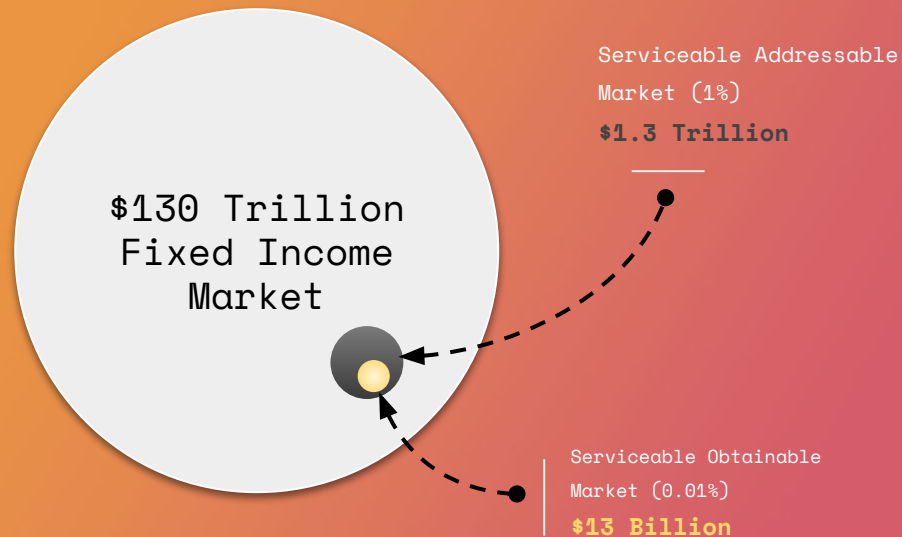 Serviceable Addressable
Market (1%)
$1.3 Trillion
$130 Trillion
Fixed Income
Market
Serviceable Obtainable
Market (0.01%)
$13 Billion